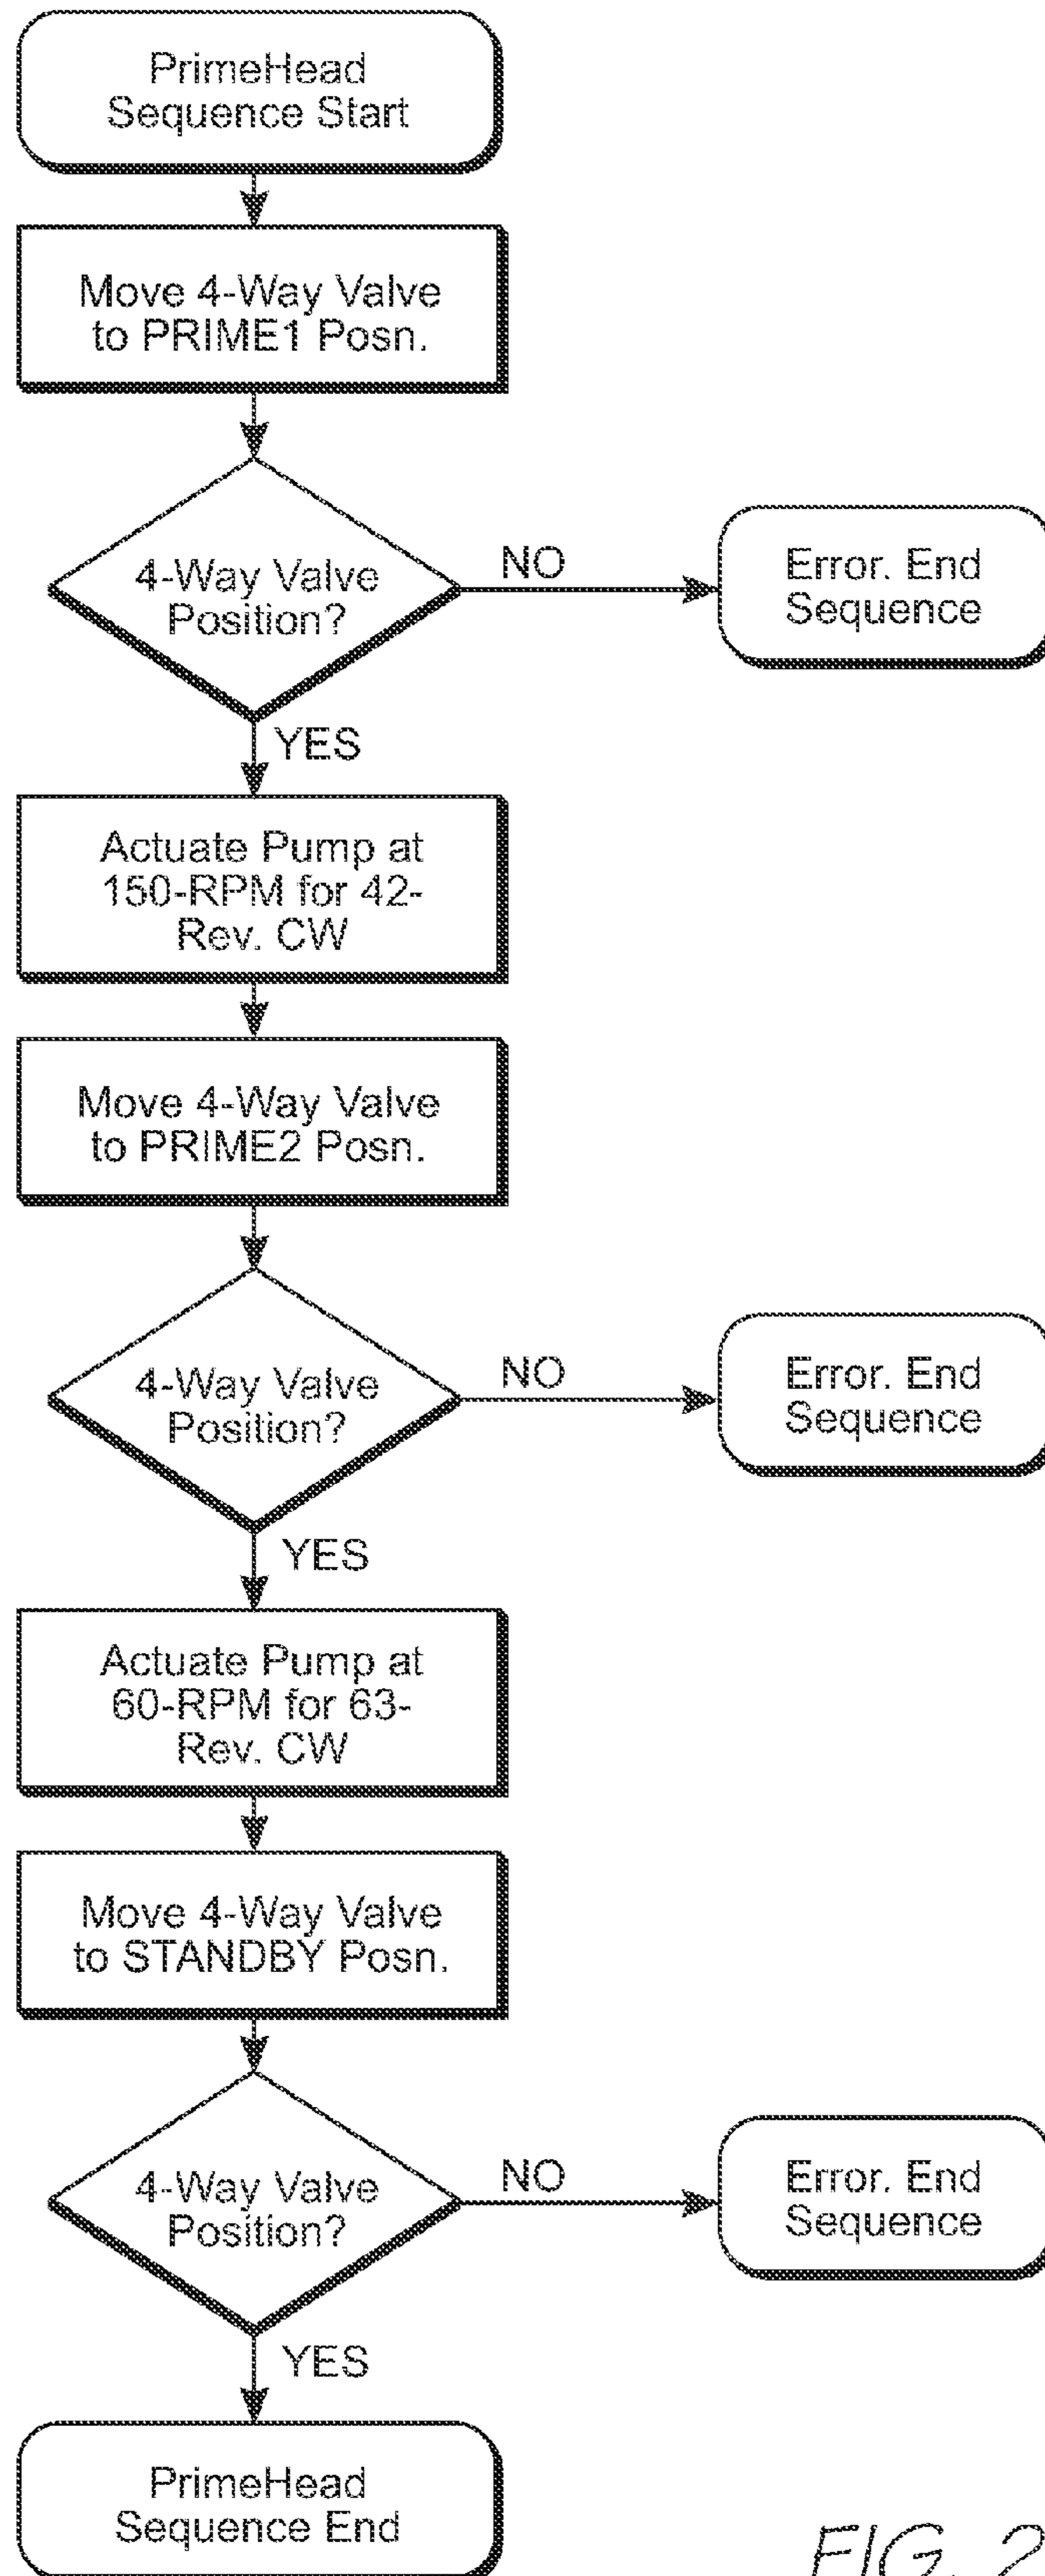 PrimeHead
Sequence Start
Move 4-Way Valve
to PRIME1 Posn.
4-Way Valve
Position?
NO
Error. End
Sequence
YES
Actuate Pump at
150-RPM for 42-
Rev. CW
Move 4-Way Valve
to PRIME2 Posn.
4-Way Valve
Position?
NO
Error. End
Sequence
YES
Actuate Pump at
60-RPM for 63-
Rev. CW
Move 4-Way Valve
to STANDBY Posn.
4-Way Valve
Position?
NO
Error. End
Sequence
YES
PrimeHead
Sequence End
FIG. 2